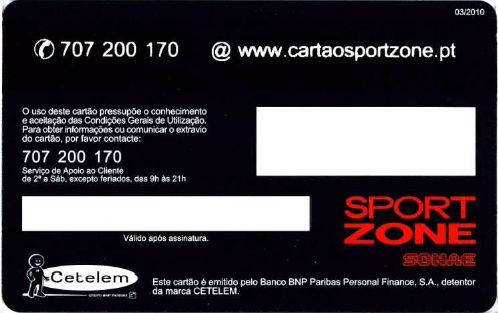 03/2010
✆ 707 200 170 @ www.cartaosportzone.pt
O uso deste cartão pressupõe o conhecimento
e aceitação das Condições Gerais de Utilização.
Para obter informações ou comunicar o extravio
do cartão, por favor contacte:
707 200 170
Serviço de Apoio ao Cliente
de 2ª a Sáb, excepto feriados, das 9h às 21h
Válido após assinatura.
SPORT
ZONE
SONAE
Cetelem
GRUPO BNP PARIBAS
Este cartão é emitido pelo Banco BNP Paribas Personal Finance, S.A., detentor
da marca CETELEM.